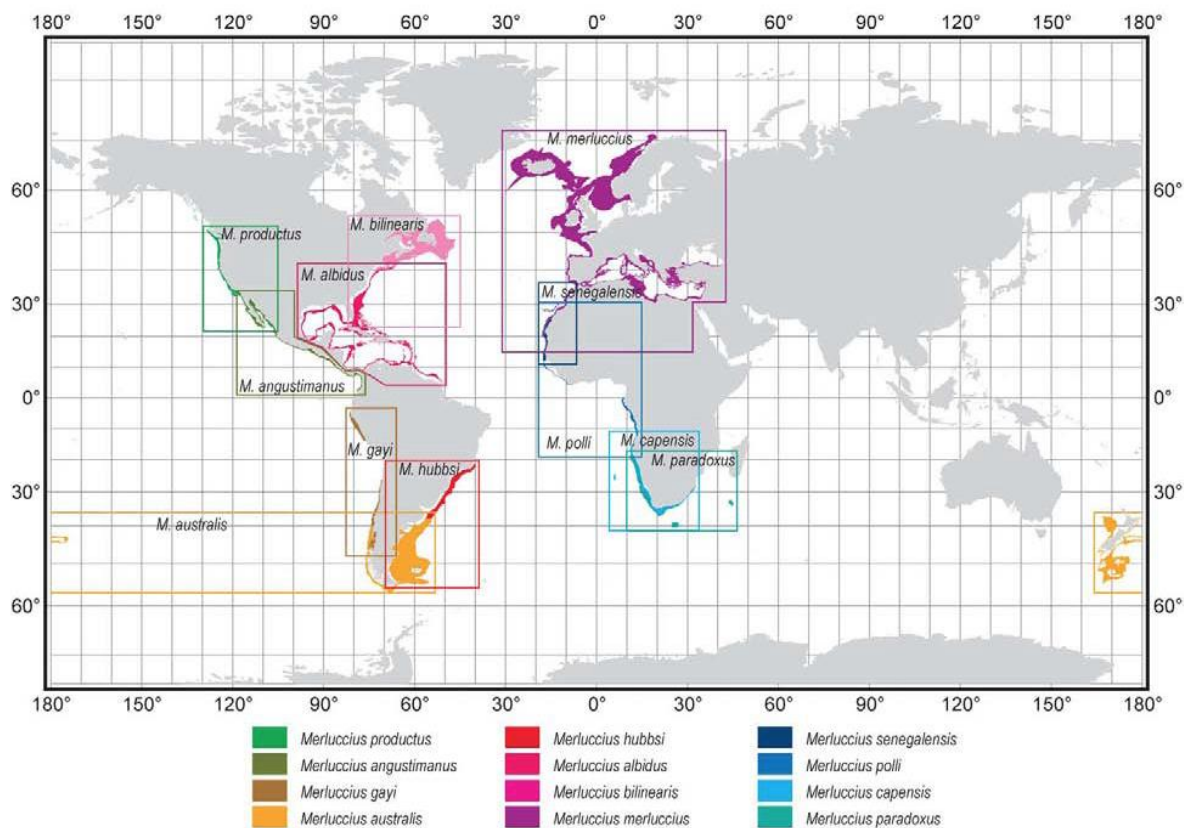 180° 150° 120° 90° 60° 30° 0° 30° 60° 90° 120° 150° 180°
M. merluccius
60° 60°
M. bilinearis
M. productus
M. albidus
M. senegalensis
30° 30°
M. angustimanus
0° 0°
M. polli
M. capensis
M. gayi
M. paradoxus
M. hubbsi
30° 30°
M. australis
60° 60°
180° 150° 120° 90° 60° 30° 0° 30° 60° 90° 120° 150° 180°
Merluccius productus
Merluccius angustimanus
Merluccius gayi
Merluccius australis
Merluccius hubbsi
Merluccius albidus
Merluccius bilinearis
Merluccius merluccius
Merluccius senegalensis
Merluccius polli
Merluccius capensis
Merluccius paradoxus